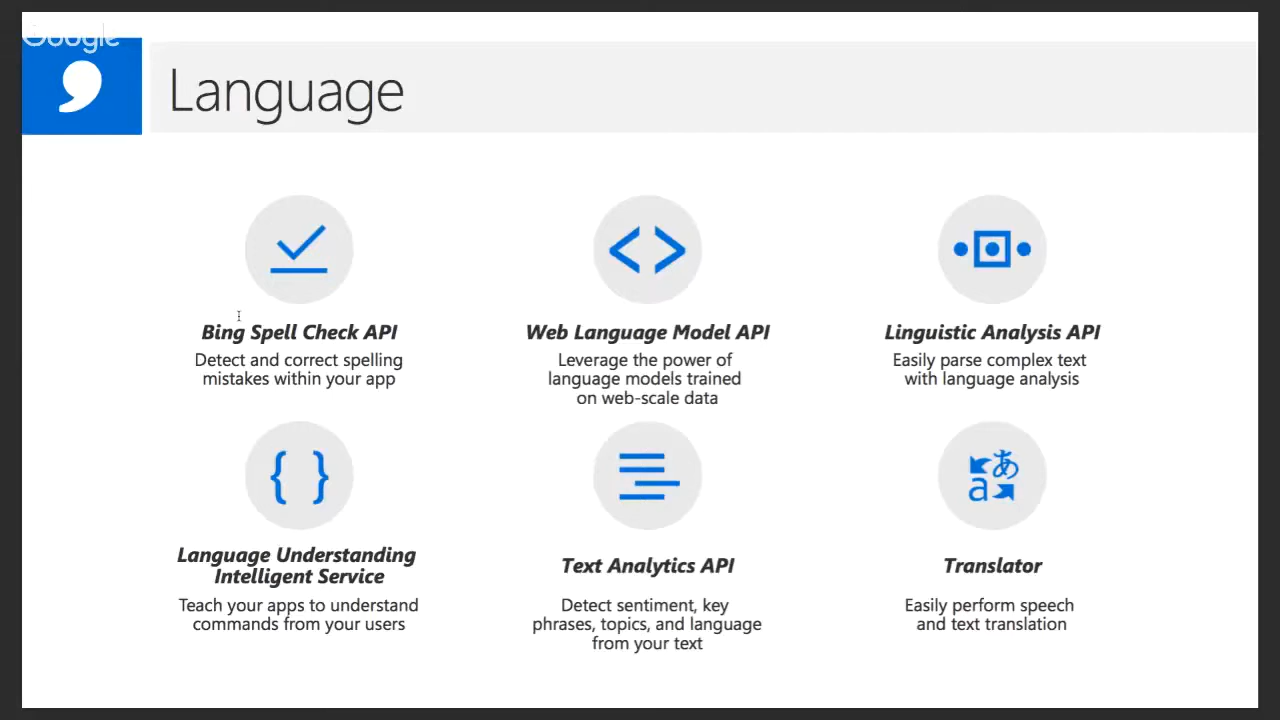 Google
Language
Bing Spell Check API
Detect and correct spelling
mistakes within your app
Web Language Model API
Leverage the power of
language models trained
on web-scale data
Linguistic Analysis API
Easily parse complex text
with language analysis
Language Understanding
Intelligent Service
Teach your apps to understand
commands from your users
Text Analytics API
Detect sentiment, key
phrases, topics, and language
from your text
あ
a
Translator
Easily perform speech
and text translation